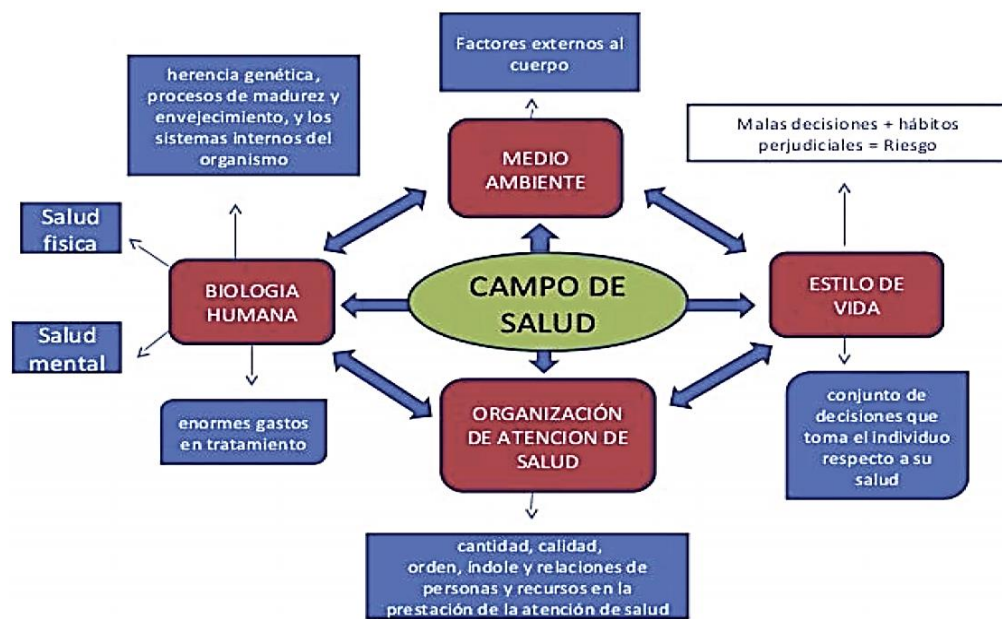 Factores externos al
cuerpo
herencia genética,
procesos de madurez y
envejecimiento, y los
sistemas internos del
organismo
Malas decisiones + hábitos
perjudiciales = Riesgo
MEDIO
AMBIENTE
Salud
fisica
BIOLOGIA
HUMANA
CAMPO DE
SALUD
ESTILO DE
VIDA
Salud
mental
enormes gastos
en tratamiento
ORGANIZACIÓN
DE ATENCION DE
SALUD
conjunto de
decisiones que
toma el individuo
respecto a su
salud
cantidad, calidad,
orden, índole y relaciones de
personas y recursos en la
prestación de la atención de salud